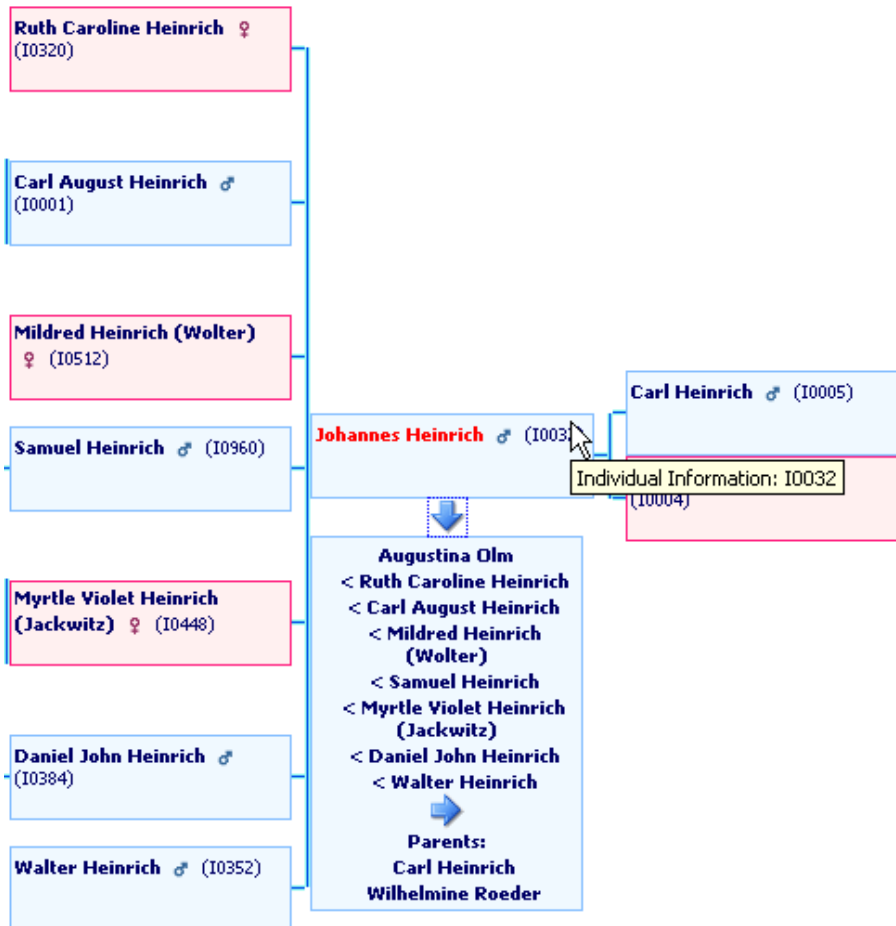 Ruth Caroline Heinrich ♀
(I0320)
Carl August Heinrich ♂
(I0001)
Mildred Heinrich (Wolter)
♀ (I0512)
Samuel Heinrich ♂ (I0960)
Myrtle Violet Heinrich
(Jackwitz) ♀ (I0448)
Daniel John Heinrich ♂
(I0384)
Walter Heinrich ♂ (I0352)
Johannes Heinrich ♂
Individual Information: I0032
Augustina Olm
< Ruth Caroline Heinrich
< Carl August Heinrich
< Mildred Heinrich
(Wolter)
< Samuel Heinrich
< Myrtle Violet Heinrich
(Jackwitz)
< Daniel John Heinrich
< Walter Heinrich
Parents:
Carl Heinrich
Wilhelmine Roeder
Carl Heinrich ♂ (I0005)
(I0004)